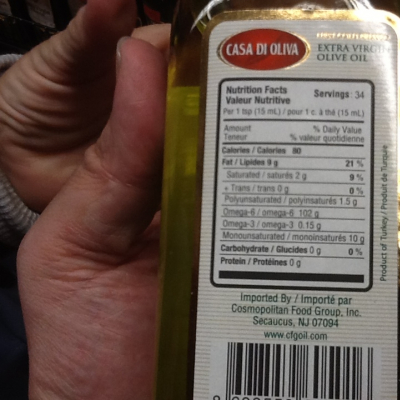 CASA DI OLIVA
EXTRA VIRGIN
OLIVE OIL
Nutrition Facts
Valeur Nutritive
Servings: 34
Per 1 tsp (15 mL) / pour 1 c. à thé (15 mL)
Amount % Daily Value
Teneur % valeur quotidienne
Calories / Calories 80
Fat / Lipides 9 g 21 %
Saturated / saturés 2 g 9 %
+ Trans / trans 0 g 0 %
Polyunsaturated / polyinsaturés 1.5 g
Omega-6 / omega-6 102 g
Omega-3 / omega-3 0.15 g
Monounsaturated / monoinsaturés 10 g
Carbohydrate / Glucides 0 g 0 %
Protein / Protéines 0 g
Product of Turkey / Produit de Turquie
Imported By / Importé par
Cosmopolitan Food Group, Inc.
Secaucus, NJ 07094
www.cfgoil.com